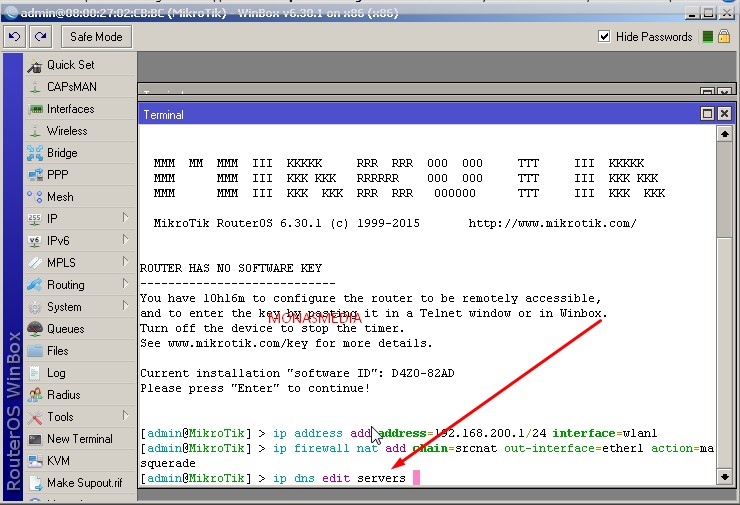 admin@08:00:27:02:CB:BC (MikroTik) - WinBox v6.30.1 on x86 (x86)
Safe Mode
Hide Passwords
Quick Set
CAPsMAN
Interfaces
Wireless
Bridge
PPP
Mesh
IP
IPv6
MPLS
Routing
System
Queues
Files
Log
Radius
Tools
New Terminal
KVM
Make Supout.rif
RouterOS WinBox
Terminal
MMM  MM  MMM  III  KKKKK     RRR  RRR  OOO  OOO     TTT     III  KKKKK
MMM      MMM  III  KKK KKK   RRRRRR    OOO  OOO     TTT     III  KKK KKK
MMM      MMM  III  KKK  KKK  RRR  RRR   OOOOOO      TTT     III  KKK  KKK
MikroTik RouterOS 6.30.1 (c) 1999-2015       http://www.mikrotik.com/
ROUTER HAS NO SOFTWARE KEY
----------------------------
You have 10h16m to configure the router to be remotely accessible,
and to enter the key by pasting it in a Telnet window or in Winbox.
MONASMEDIA
Turn off the device to stop the timer.
See www.mikrotik.com/key for more details.
Current installation "software ID": D4Z0-82AD
Please press "Enter" to continue!
[admin@MikroTik] > ip address add address=192.168.200.1/24 interface=wlan1
[admin@MikroTik] > ip firewall nat add chain=srcnat out-interface=ether1 action=ma
squerade
[admin@MikroTik] > ip dns edit servers